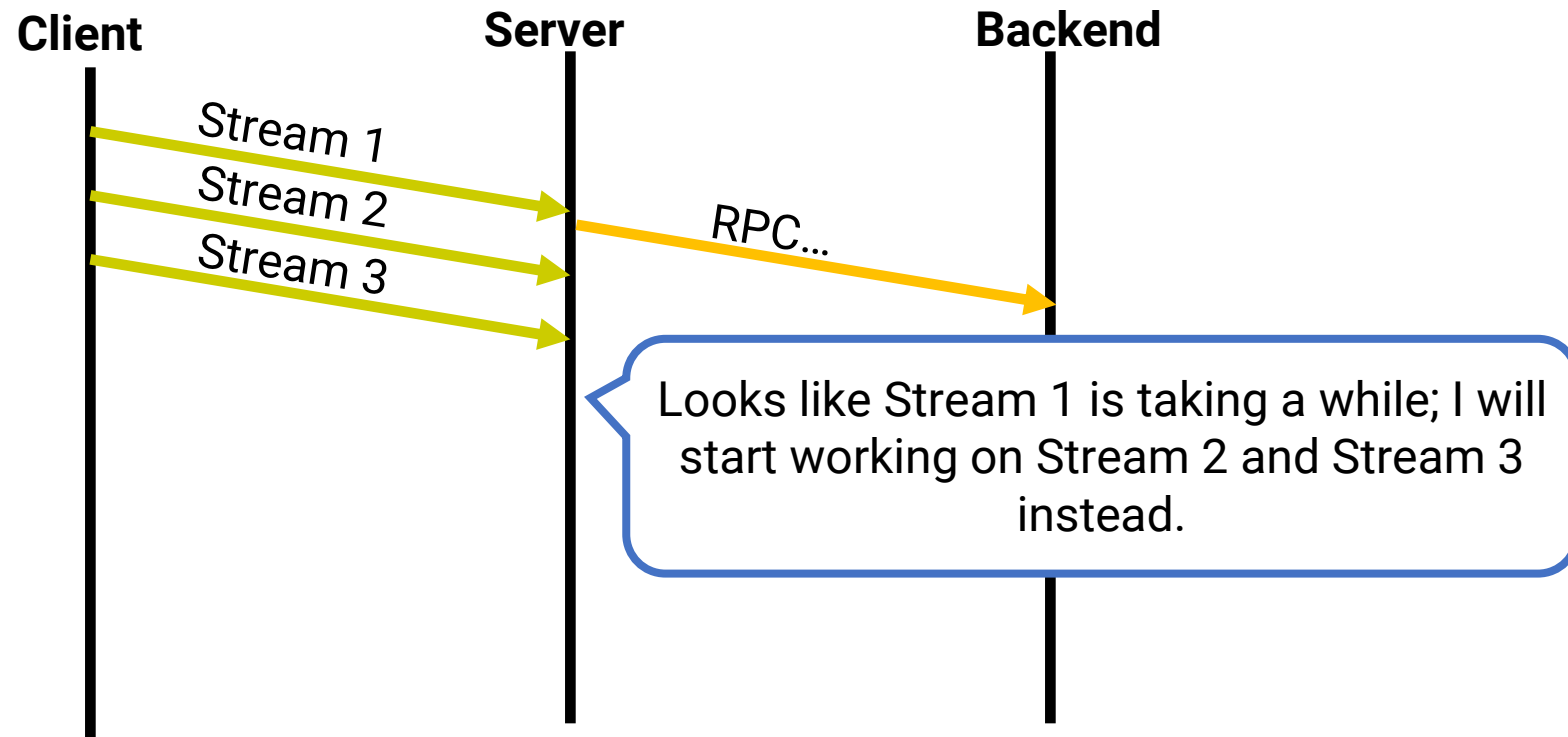 Client
Server
Backend
Stream 1
Stream 2
Stream 3
RPC...
Looks like Stream 1 is taking a while; I will
start working on Stream 2 and Stream 3
instead.